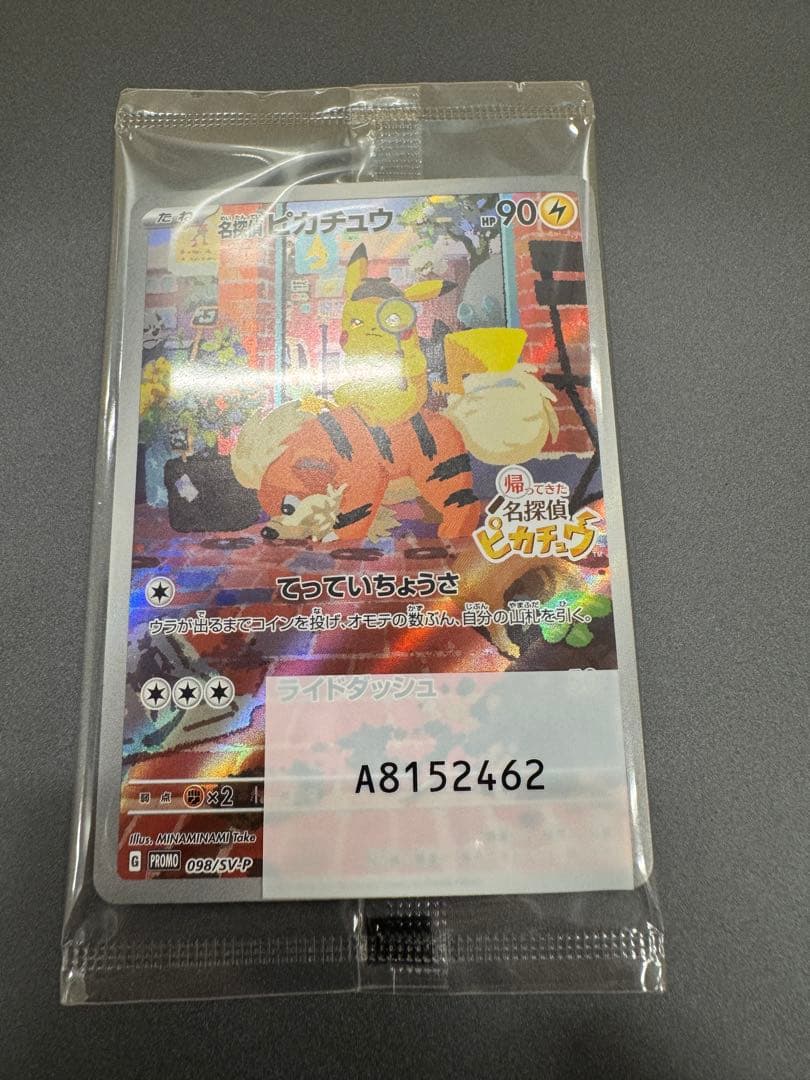 たね 名探偵ピカチュウ HP90
帰ってきた
名探偵
ピカチュウ
てっていちょうさ
ウラが出るまでコインを投げ、オモテの数ぶん、自分の山札を引く。
ライドダッシュ
A8152462
弱点 ×2
Illus. MINAMINAMI Take
G PROMO 098/SV-P